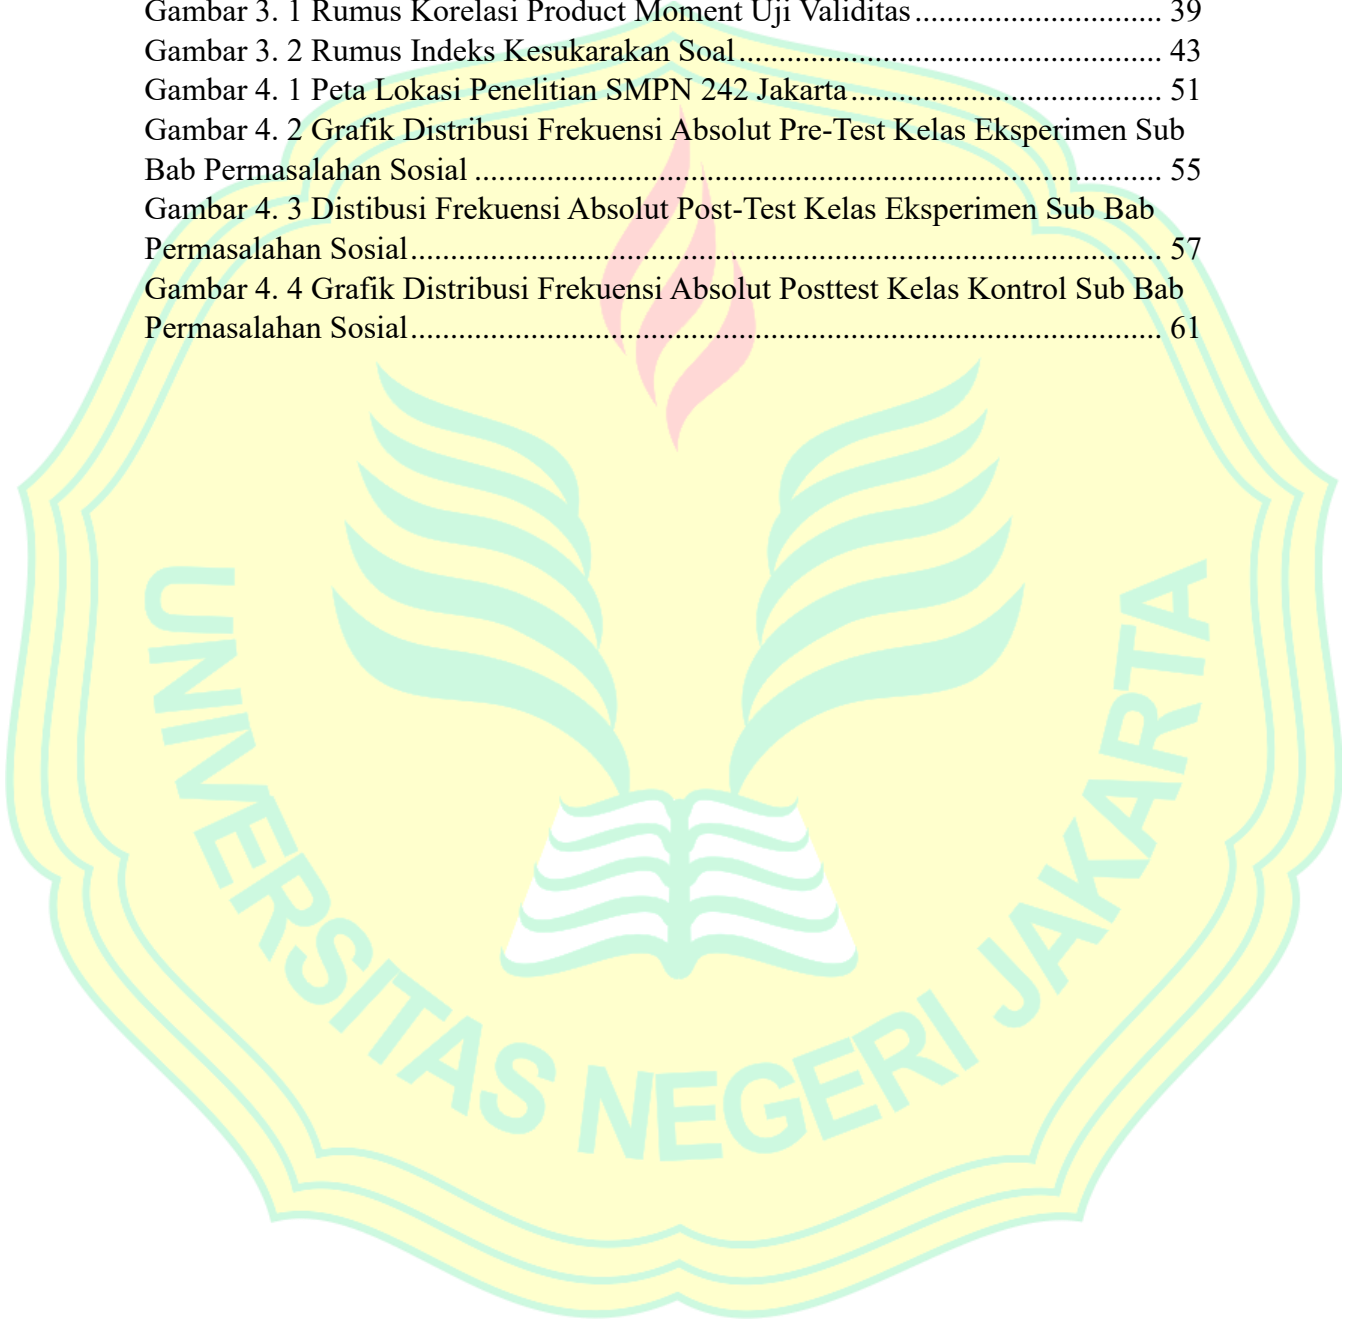 Gambar 3. 1 Rumus Korelasi Product Moment Uji Validitas............................... 39
Gambar 3. 2 Rumus Indeks Kesukarakan Soal..................................................... 43
Gambar 4. 1 Peta Lokasi Penelitian SMPN 242 Jakarta....................................... 51
Gambar 4. 2 Grafik Distribusi Frekuensi Absolut Pre-Test Kelas Eksperimen Sub
Bab Permasalahan Sosial ...................................................................................... 55
Gambar 4. 3 Distibusi Frekuensi Absolut Post-Test Kelas Eksperimen Sub Bab
Permasalahan Sosial.............................................................................................. 57
Gambar 4. 4 Grafik Distribusi Frekuensi Absolut Posttest Kelas Kontrol Sub Bab
Permasalahan Sosial.............................................................................................. 61
UNIVERSITAS NEGERI JAKARTA